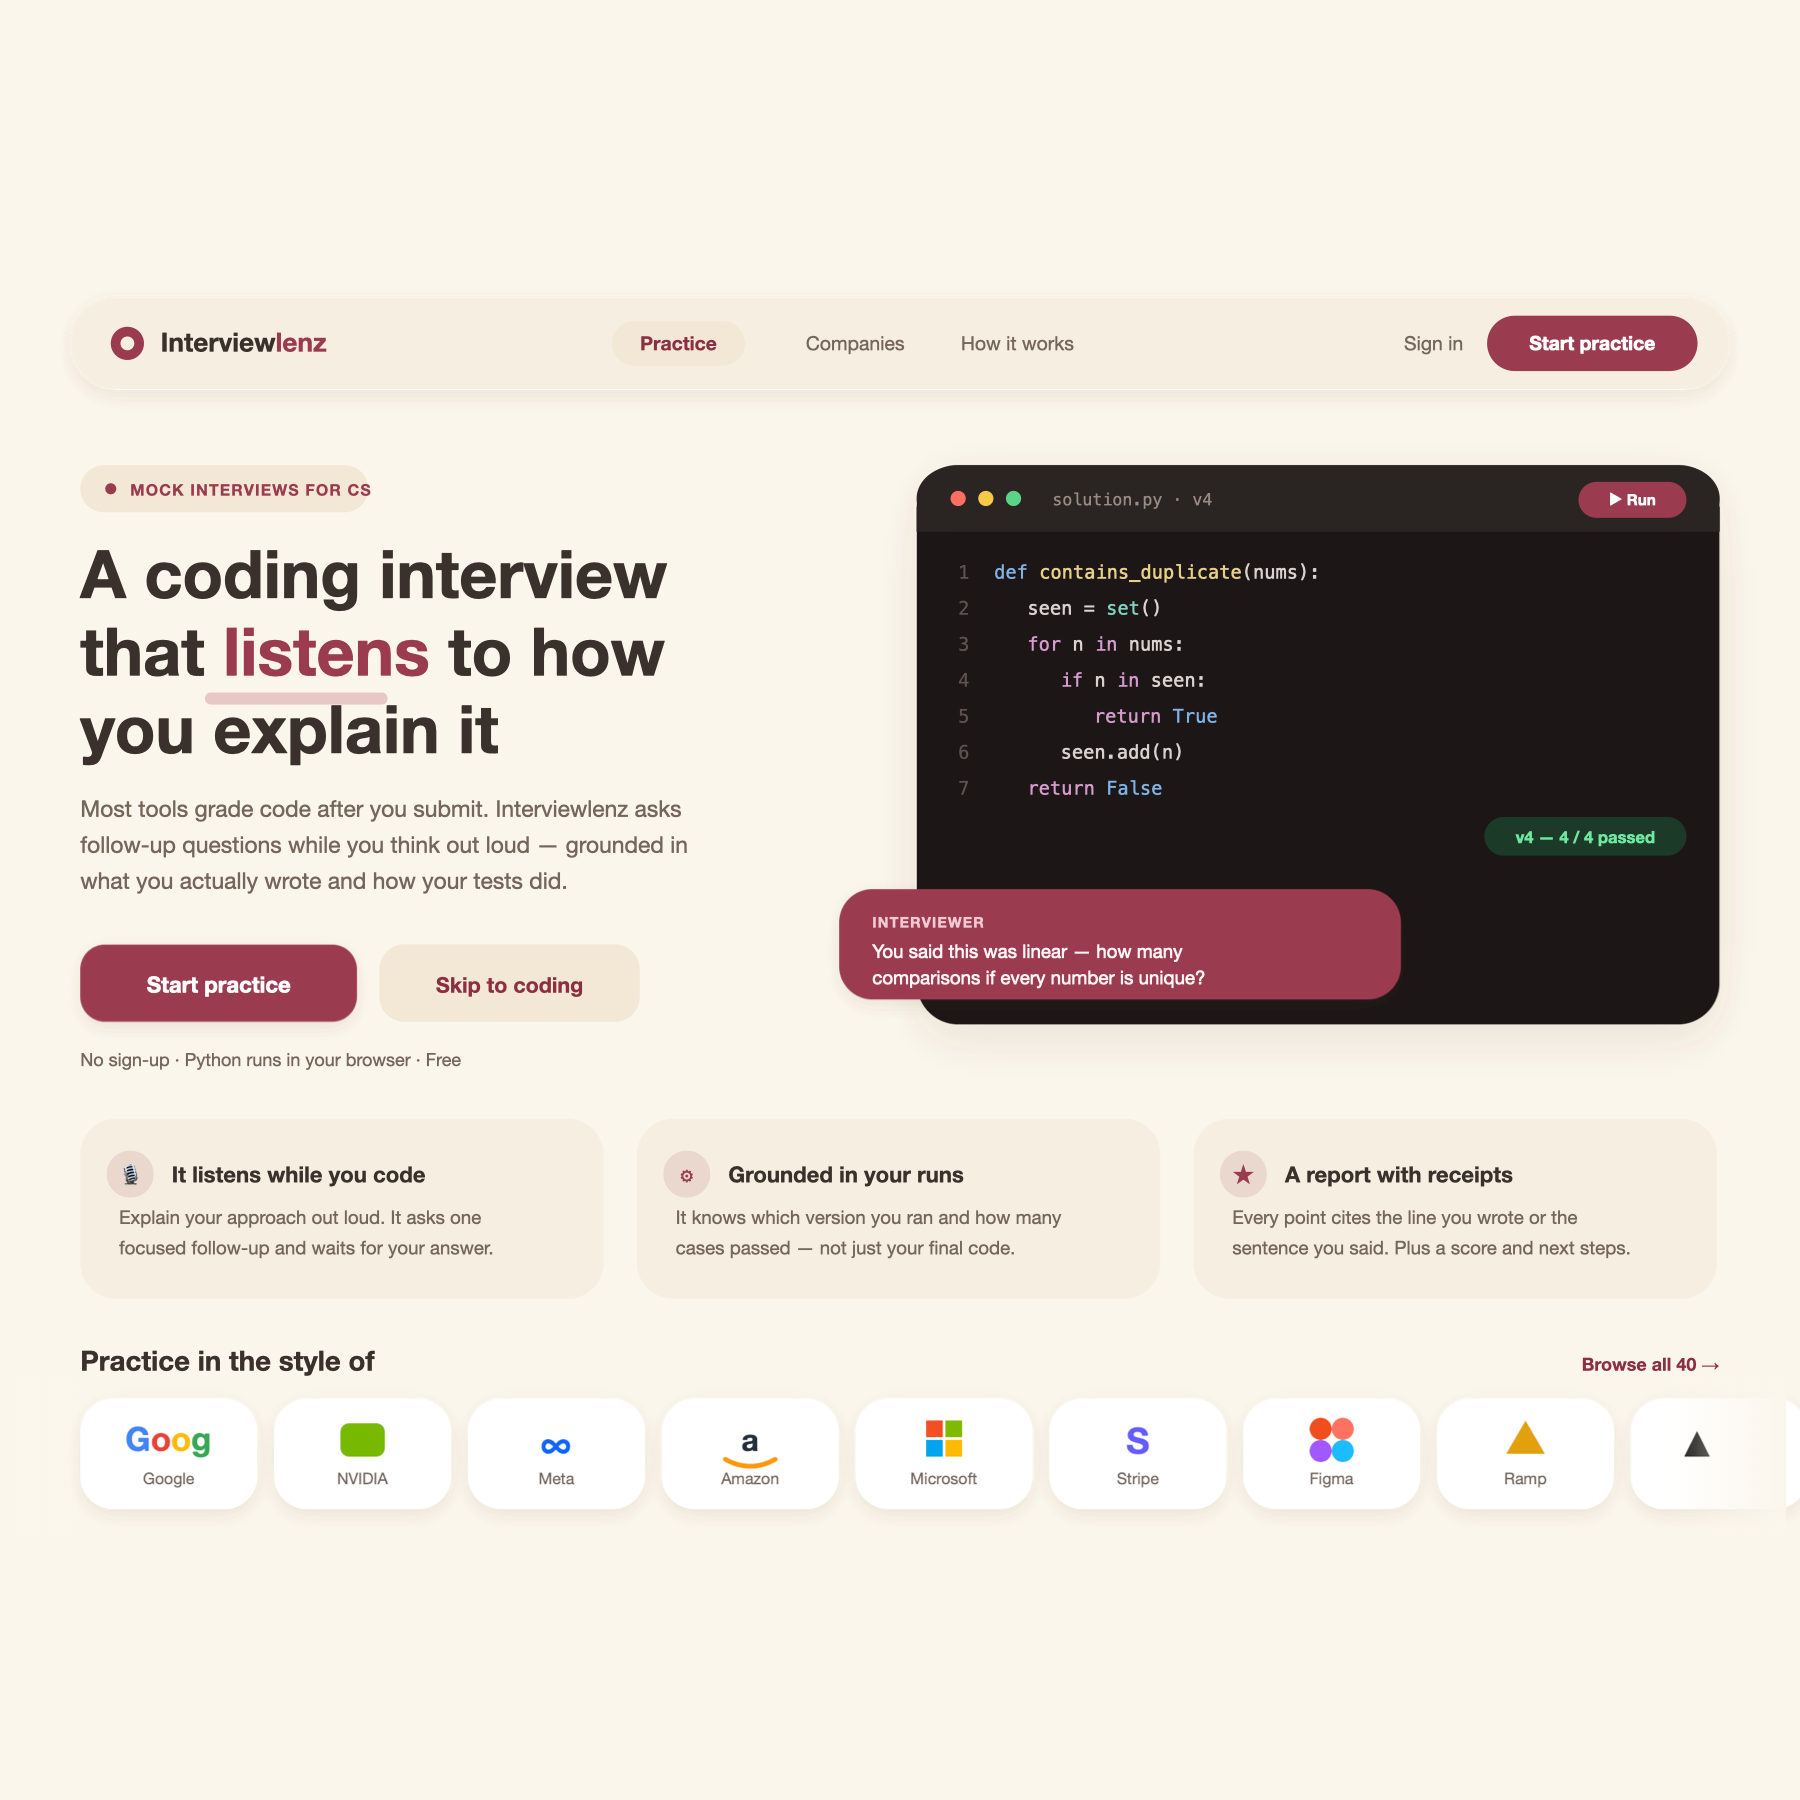 Interviewlenz
Practice
Companies
How it works
Sign in
Start practice
MOCK INTERVIEWS FOR CS
A coding interview
that listens to how
you explain it
Most tools grade code after you submit. Interviewlenz asks
follow-up questions while you think out loud — grounded in
what you actually wrote and how your tests did.
Start practice
Skip to coding
No sign-up · Python runs in your browser · Free
solution.py · v4
▶ Run
1 def contains_duplicate(nums):
2 seen = set()
3 for n in nums:
4 if n in seen:
5 return True
6 seen.add(n)
7 return False
v4 — 4 / 4 passed
INTERVIEWER
You said this was linear — how many
comparisons if every number is unique?
It listens while you code
Explain your approach out loud. It asks one
focused follow-up and waits for your answer.
Grounded in your runs
It knows which version you ran and how many
cases passed — not just your final code.
A report with receipts
Every point cites the line you wrote or the
sentence you said. Plus a score and next steps.
Practice in the style of
Browse all 40 →
Goog
Google
NVIDIA
Meta
a
Amazon
Microsoft
S
Stripe
Figma
Ramp